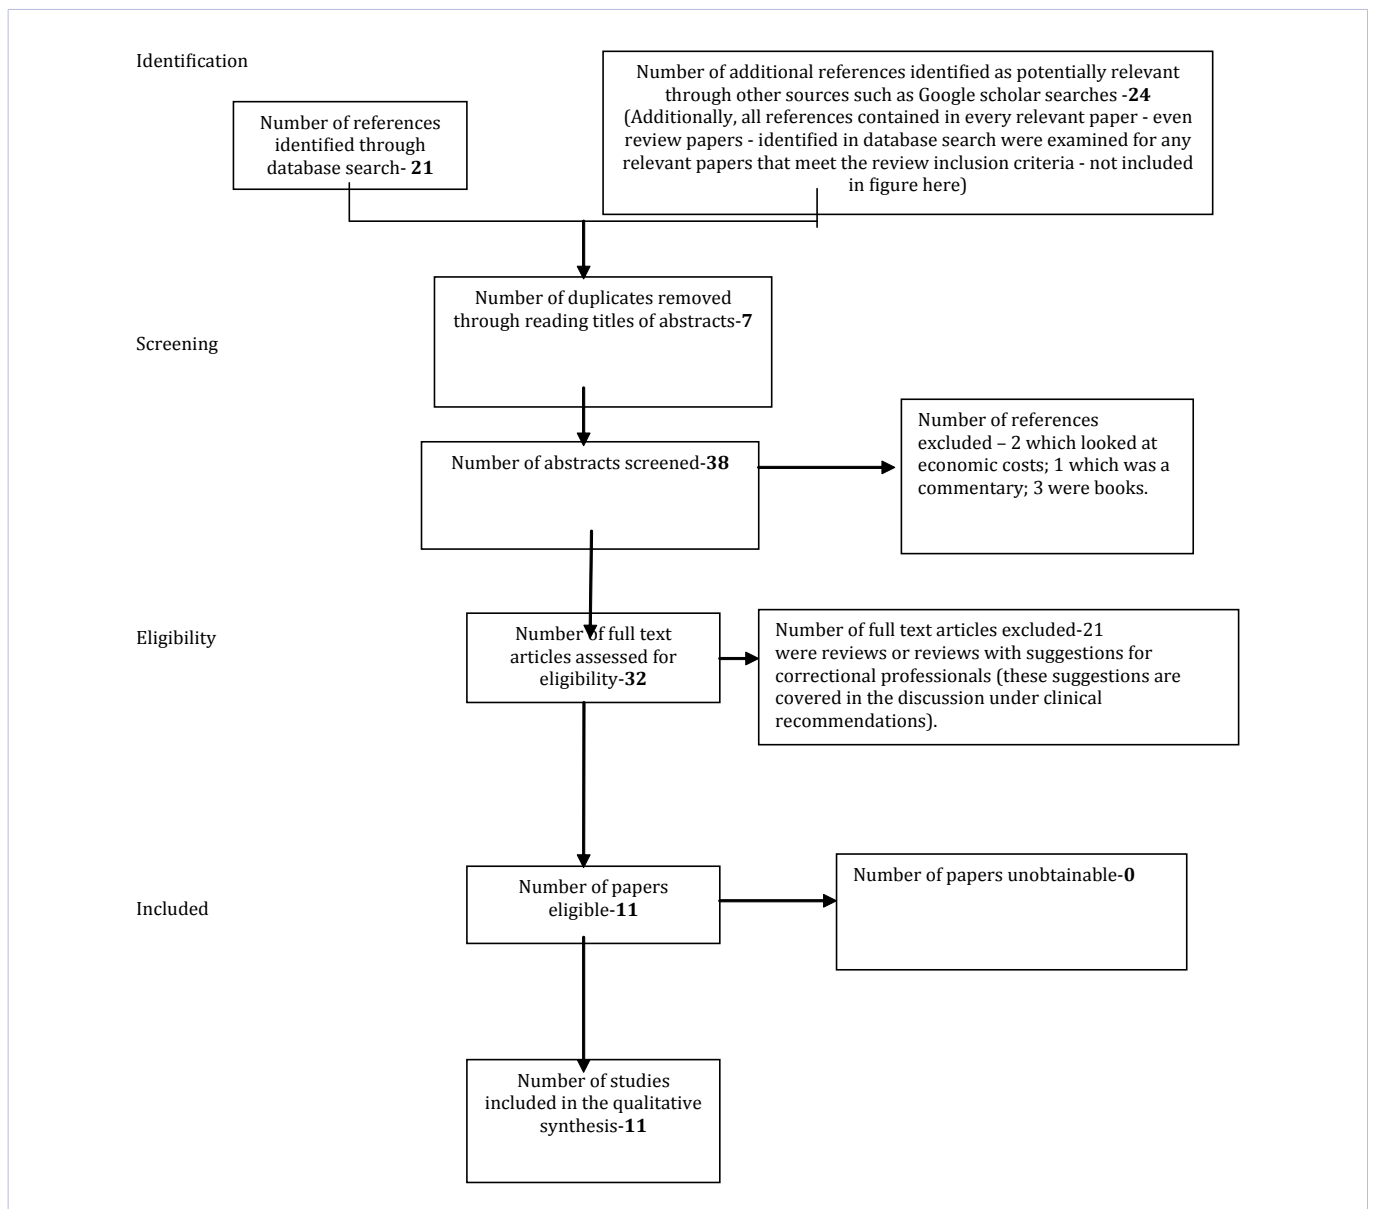 Identification
Number of references
identified through
database search- 21
Number of additional references identified as potentially relevant
through other sources such as Google scholar searches -24
(Additionally, all references contained in every relevant paper - even
review papers - identified in database search were examined for any
relevant papers that meet the review inclusion criteria - not included
in figure here)
Number of duplicates removed
through reading titles of abstracts-7
Screening
Number of abstracts screened-38
Number of references
excluded – 2 which looked at
economic costs; 1 which was a
commentary; 3 were books.
Eligibility
Number of full text
articles assessed for
eligibility-32
Number of full text articles excluded-21
were reviews or reviews with suggestions for
correctional professionals (these suggestions are
covered in the discussion under clinical
recommendations).
Included
Number of papers
eligible-11
Number of papers unobtainable-0
Number of studies
included in the qualitative
synthesis-11